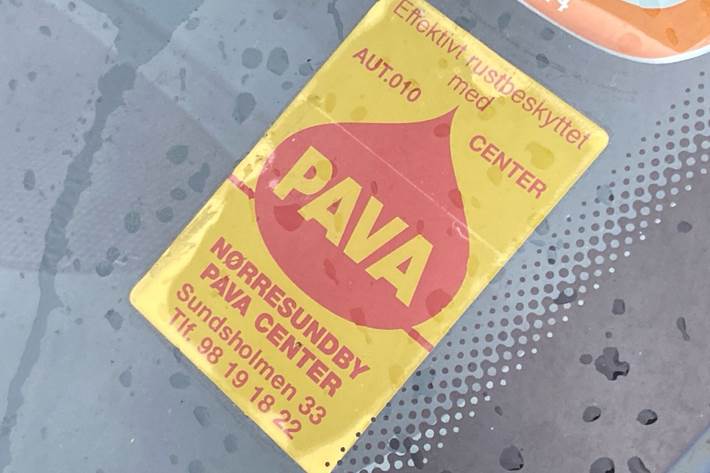 Effektivt rustbeskyttet
med
AUT.010 CENTER
PAVA
NØRRESUNDBY
PAVA CENTER
Sundsholmen 33
Tlf. 98 19 18 22